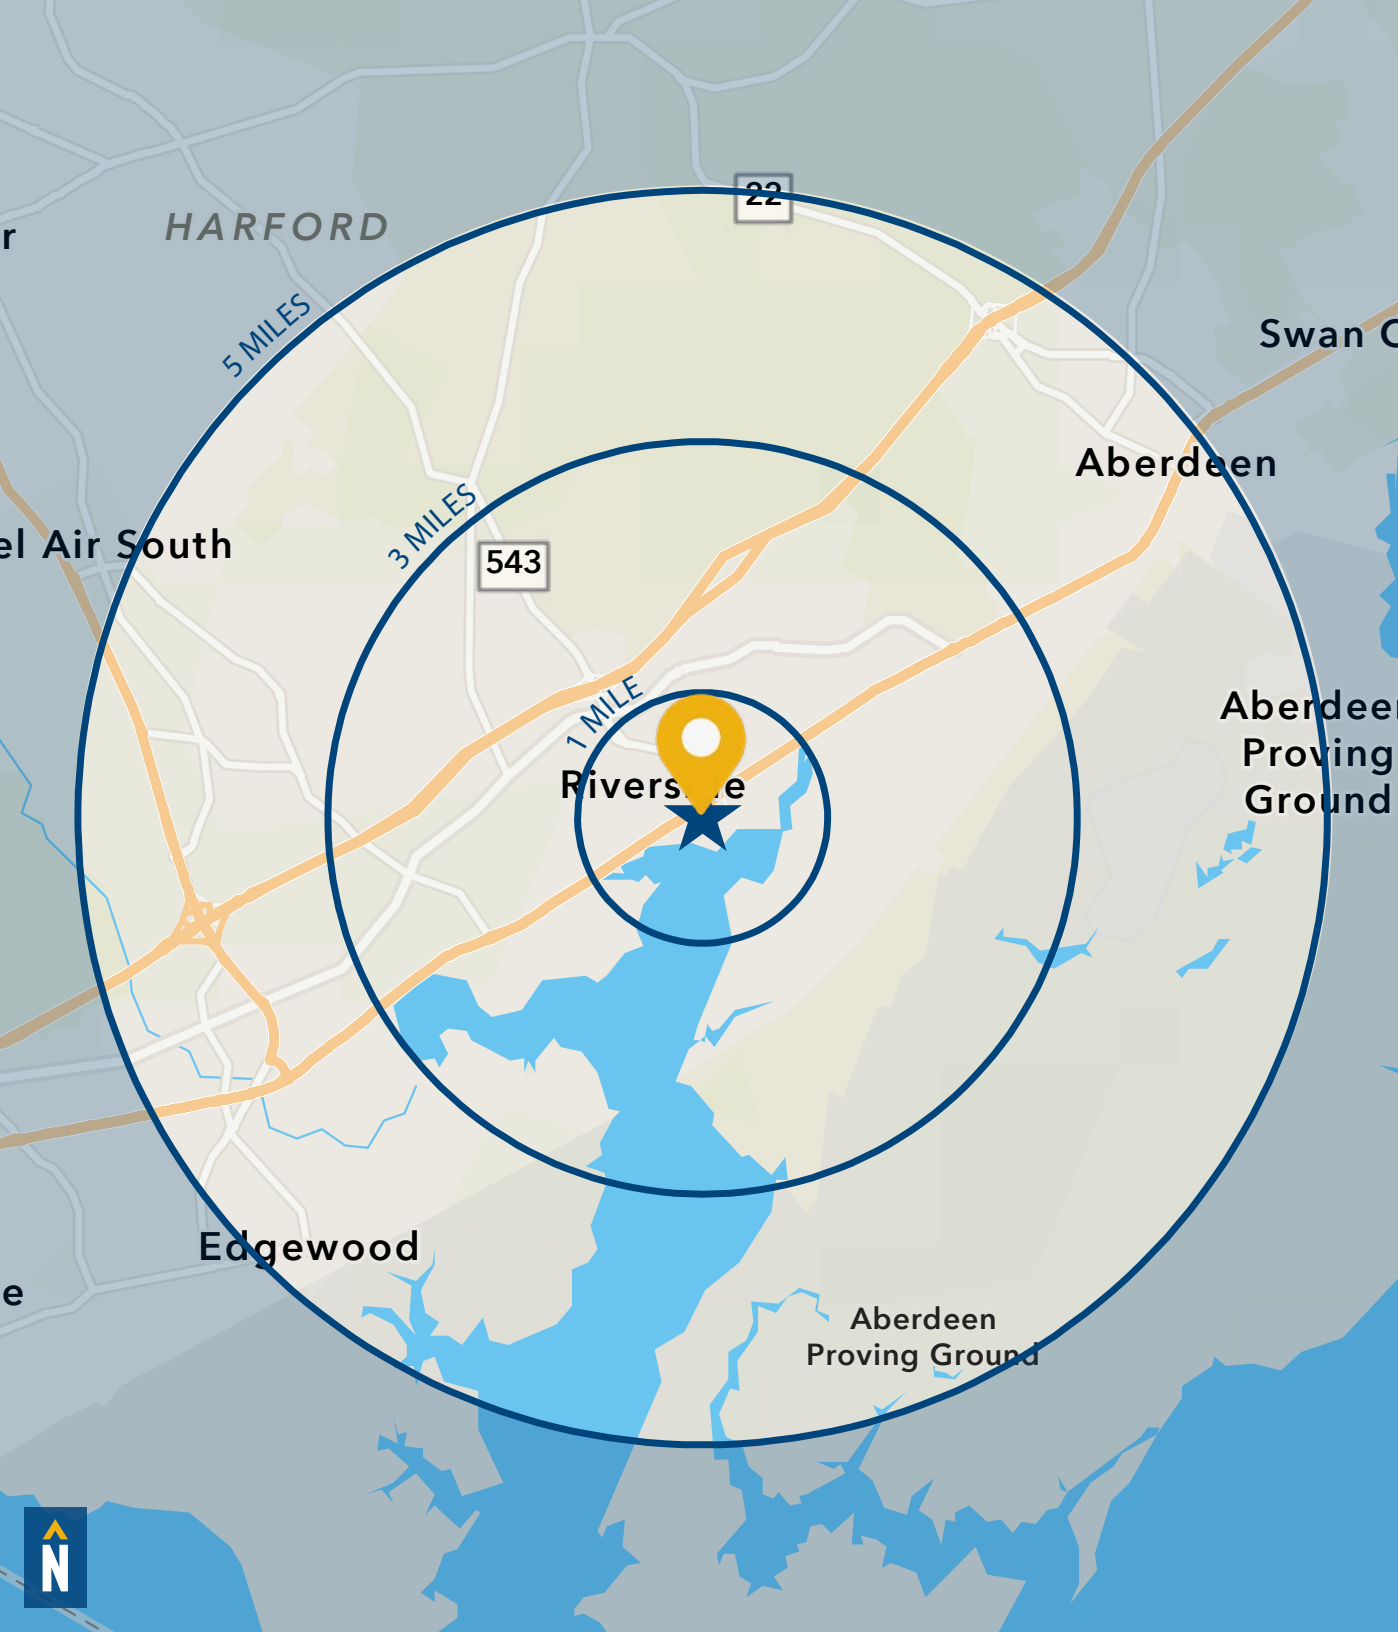 22
HARFORD
r
5 MILES
Swan C
Aberdeen
3 MILES
el Air South
543
1 MILE
Aberdeen
Proving
Ground
Edgewood
e
Aberdeen
Proving Ground
N